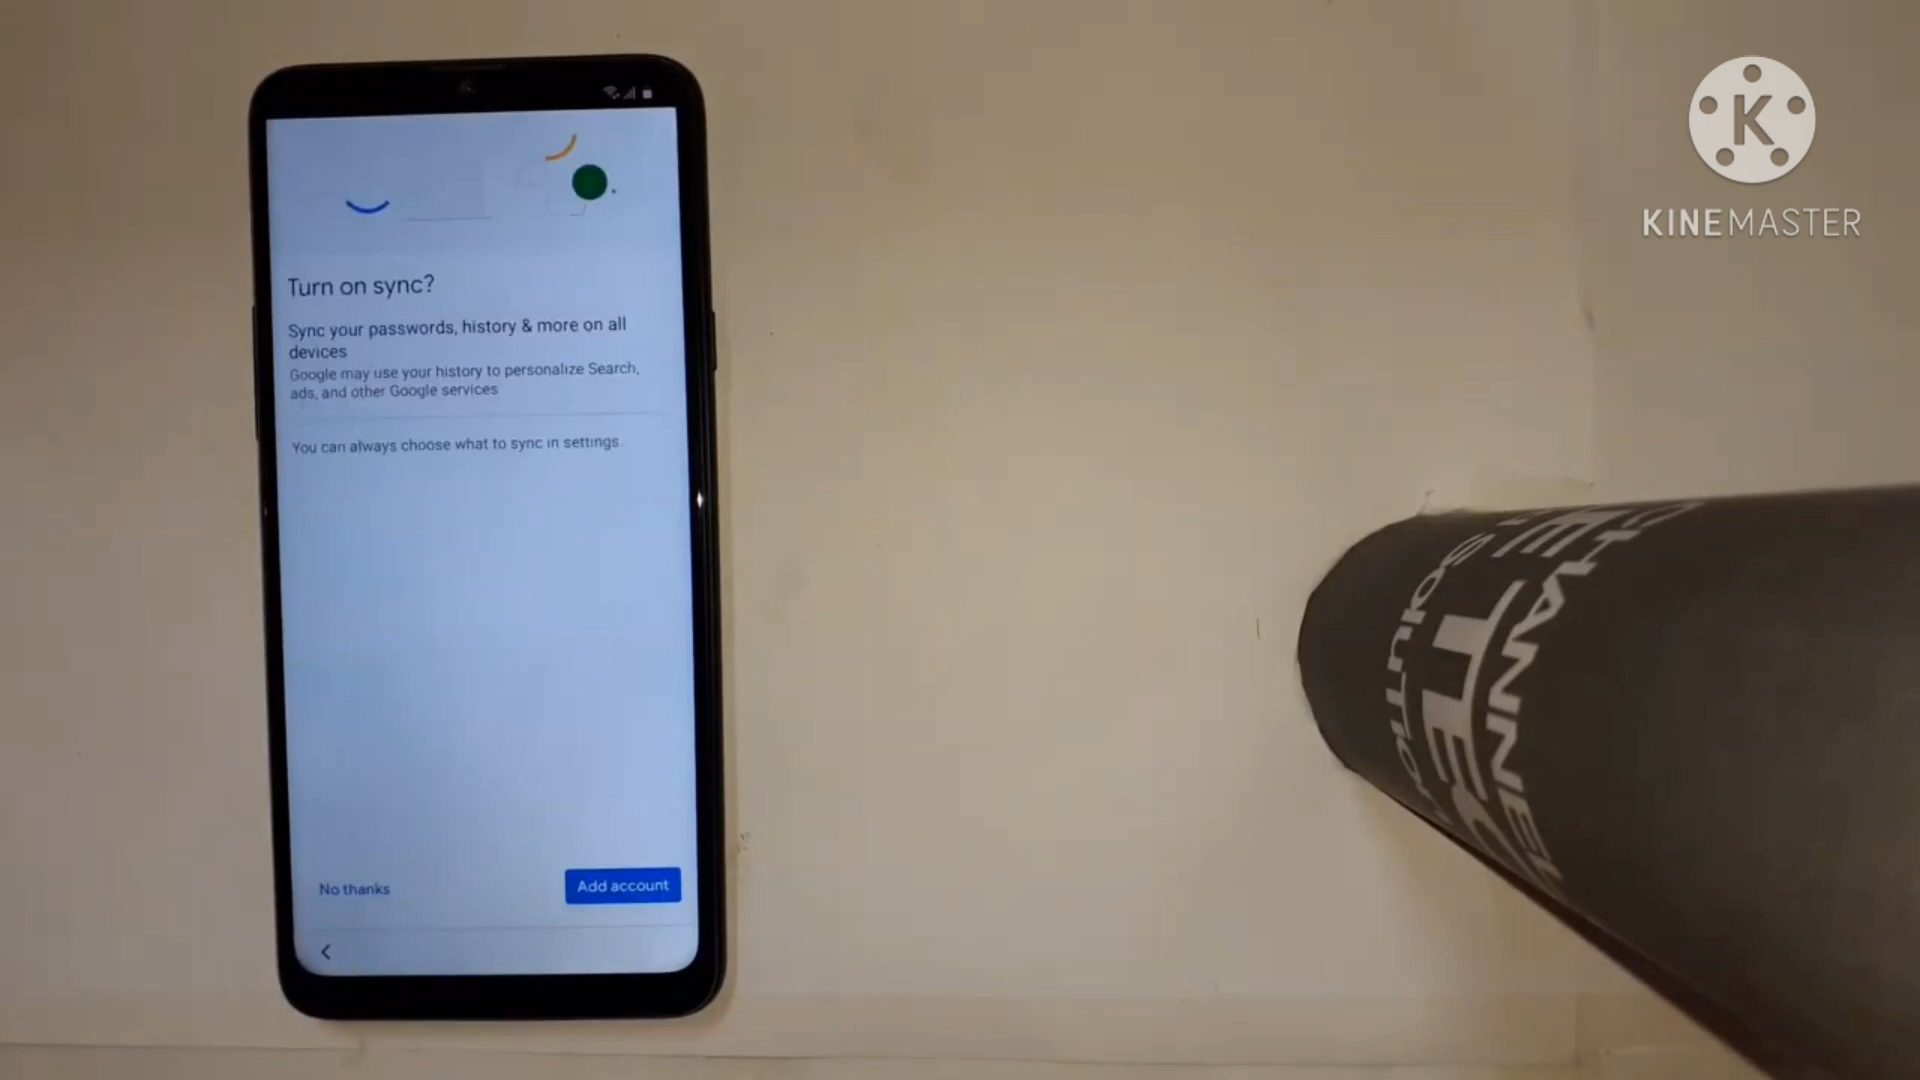 Turn on sync?
Sync your passwords, history & more on all
devices
Google may use your history to personalize Search,
ads, and other Google services
You can always choose what to sync in settings.
No thanks
Add account
K
KINEMASTER
CHANNEL